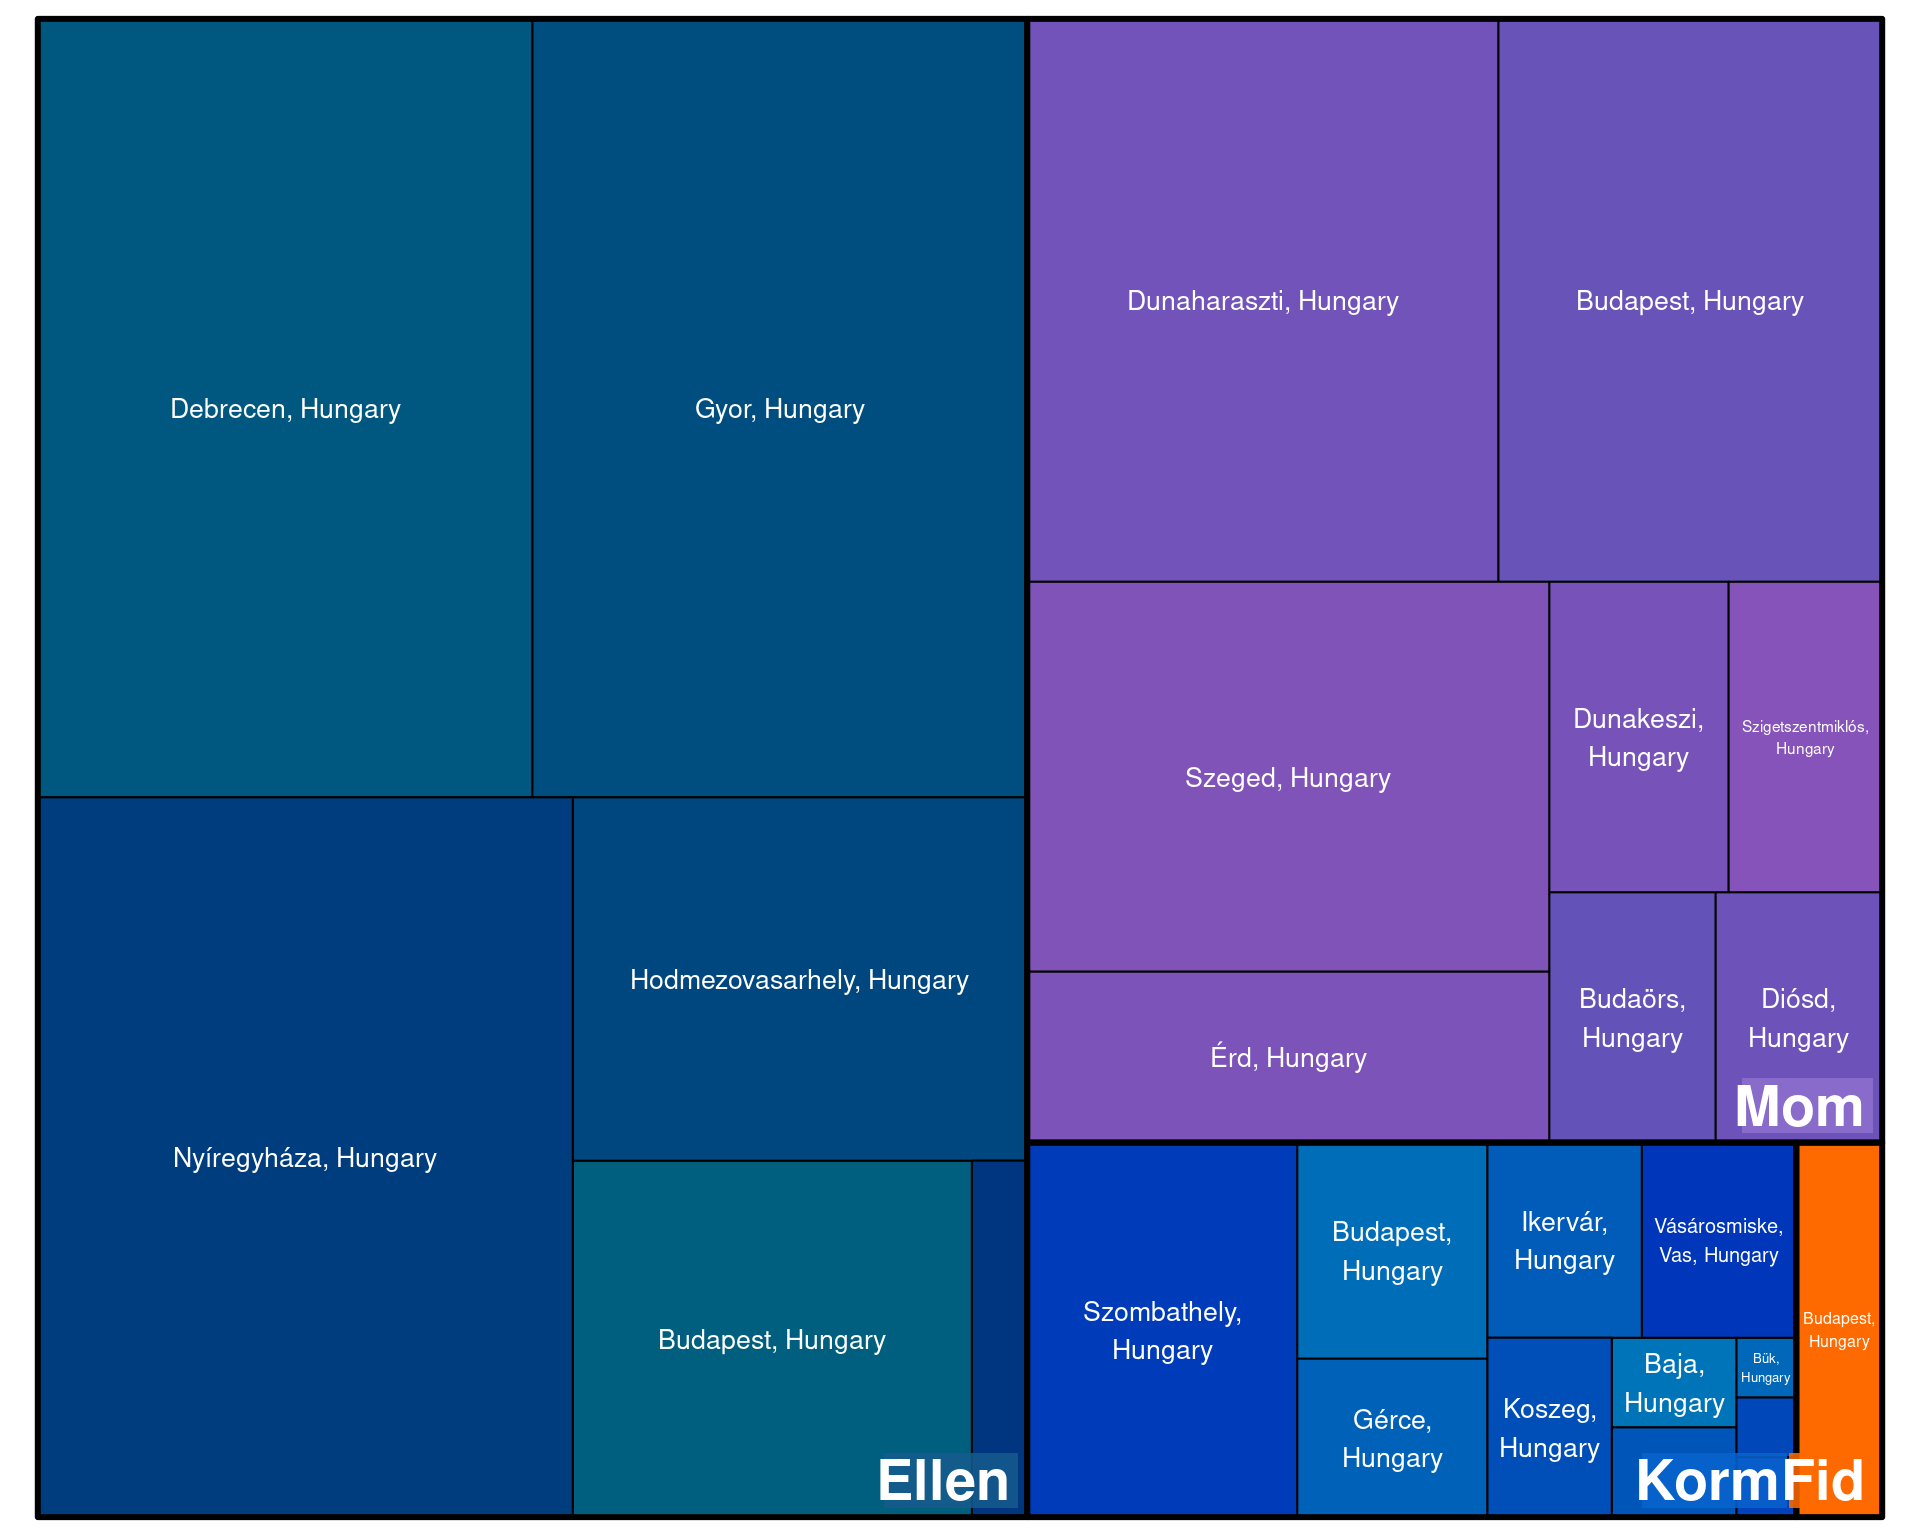 Debrecen, Hungary
Gyor, Hungary
Nyíregyháza, Hungary
Hodmezovasarhely, Hungary
Budapest, Hungary
Ellen
Dunaharaszti, Hungary
Budapest, Hungary
Szeged, Hungary
Dunakeszi,
Hungary
Szigetszentmiklós,
Hungary
Érd, Hungary
Budaörs,
Hungary
Diósd,
Hungary
Mom
Szombathely,
Hungary
Budapest,
Hungary
Gérce,
Hungary
Ikervár,
Hungary
Vásárosmiske,
Vas, Hungary
Koszeg,
Hungary
Baja,
Hungary
Bük,
Hungary
Korm
Budapest,
Hungary
Fid